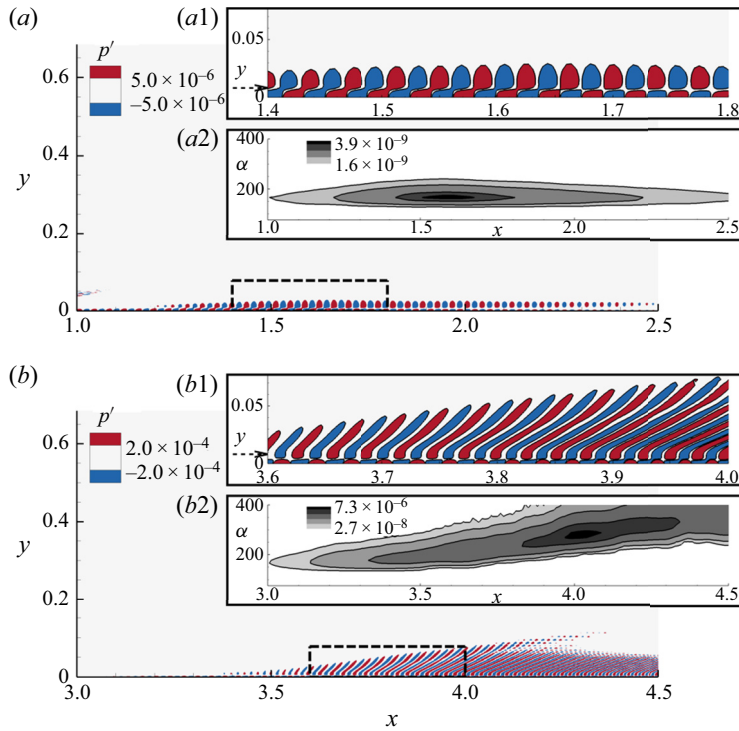 (a)
p′
5.0 × 10−6
−5.0 × 10−6
0.6
0.4
y
0.2
0
1.0 1.5 2.0 2.5
(a1)
0.05
y
0
1.4 1.5 1.6 1.7 1.8
(a2)
400
α
200
3.9 × 10−9
1.6 × 10−9
1.0 1.5 x 2.0 2.5
(b)
p′
2.0 × 10−4
−2.0 × 10−4
0.6
0.4
y
0.2
0
3.0 3.5 4.0 4.5
x
(b1)
0.05
y
0
3.6 3.7 3.8 3.9 4.0
(b2)
400
α
200
7.3 × 10−6
2.7 × 10−8
3.0 3.5 x 4.0 4.5